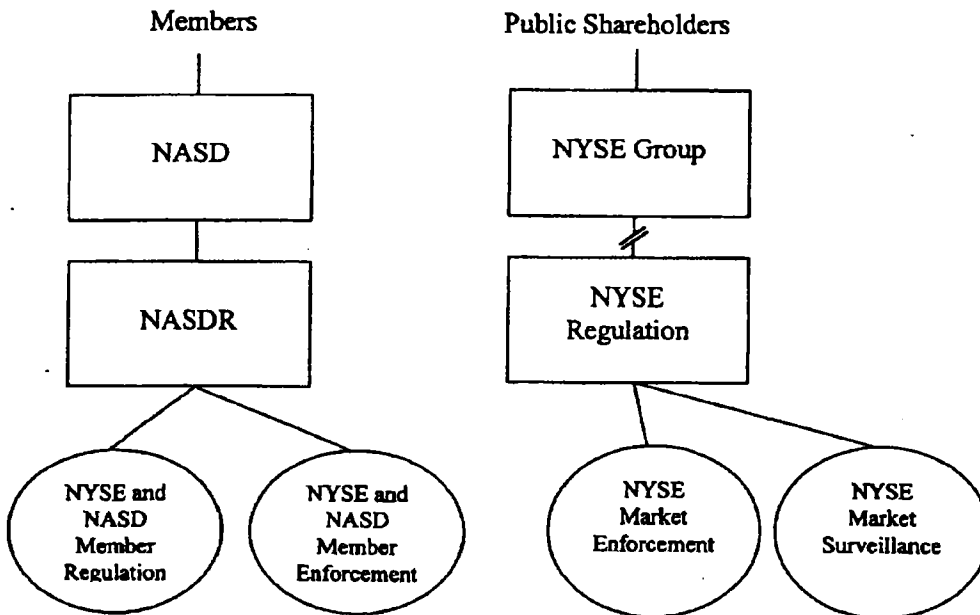 Members
Public Shareholders
NASD
NYSE Group
NASDR
NYSE
Regulation
NYSE and
NASD
Member
Regulation
NYSE and
NASD
Member
Enforcement
NYSE
Market
Enforcement
NYSE
Market
Surveillance